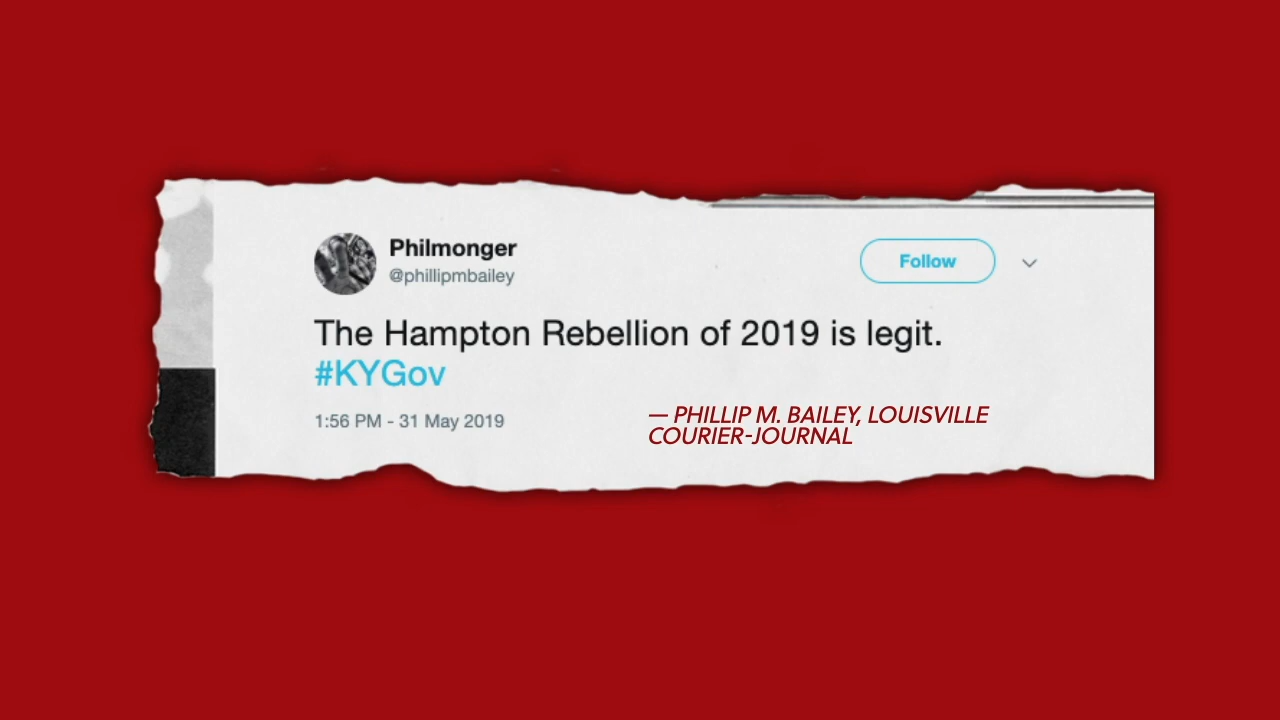 Philmonger
@phillipmbailey
Follow
The Hampton Rebellion of 2019 is legit.
#KYGov
1:56 PM - 31 May 2019
— PHILLIP M. BAILEY, LOUISVILLE
COURIER-JOURNAL